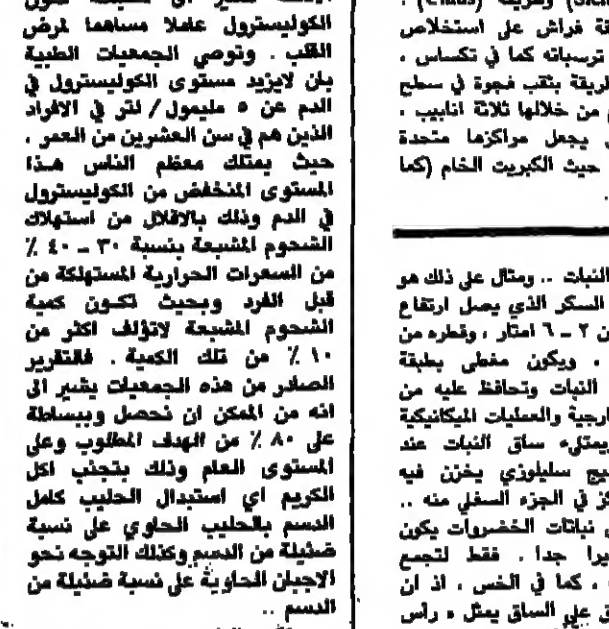 الكوليسترول عاملا مساهما لمرض
القلب . وتوصي الجمعيات الطبية
بان لايزيد مستوى الكوليسترول في
الدم عن ٥ مليمول / لتر في الافراد
الذين هم في سن العشرين من العمر ،
حيث يمتلك معظم الناس هذا
المستوى المنخفض من الكوليسترول
في الدم وذلك بالاقلال من استهلاك
الشحوم المشبعة بنسبة ٣٠ ــ ٤٠ ٪
من السعرات الحرارية المستهلكة من
قبل الفرد وبحيث تكون كمية
الشحوم المشبعة لاتؤلف اكثر من
١٠ ٪ من تلك الكمية . فالتقرير
الصادر من هذه الجمعيات يشير الى
انه من الممكن ان نحصل وببساطة
على ٨٠ ٪ من الهدف المطلوب وعلى
المستوى العام وذلك بتجنب اكل
الكريم اي استبدال الحليب كامل
الدسم بالحليب الحاوي على نسبة
ضئيلة من الدسم وكذلك التوجه نحو
الاجبان الحاوية على نسبة ضئيلة من
الدسم ..
فراش على استخلاص
ترسباته كما في تكساس .
بثقب فجوة في سطح
من خلالها ثلاثة انابيب .
يجعل مراكزها متحدة
حيث الكبريت الخام (كما
النبات .. ومثال على ذلك هو
السكر الذي يصل ارتفاع
٢ ــ ٦ امتار ، وقطره من
. ويكون مغطى بطبقة
النبات وتحافظ عليه من
والعمليات الميكانيكية
ساق النبات عند
سليلوزي يخزن فيه
في الجزء السفلي منه ..
نباتات الخضروات يكون
جدا . فقط لتجمع
، كما في الخس ، اذ ان
على الساق يمثل « راس